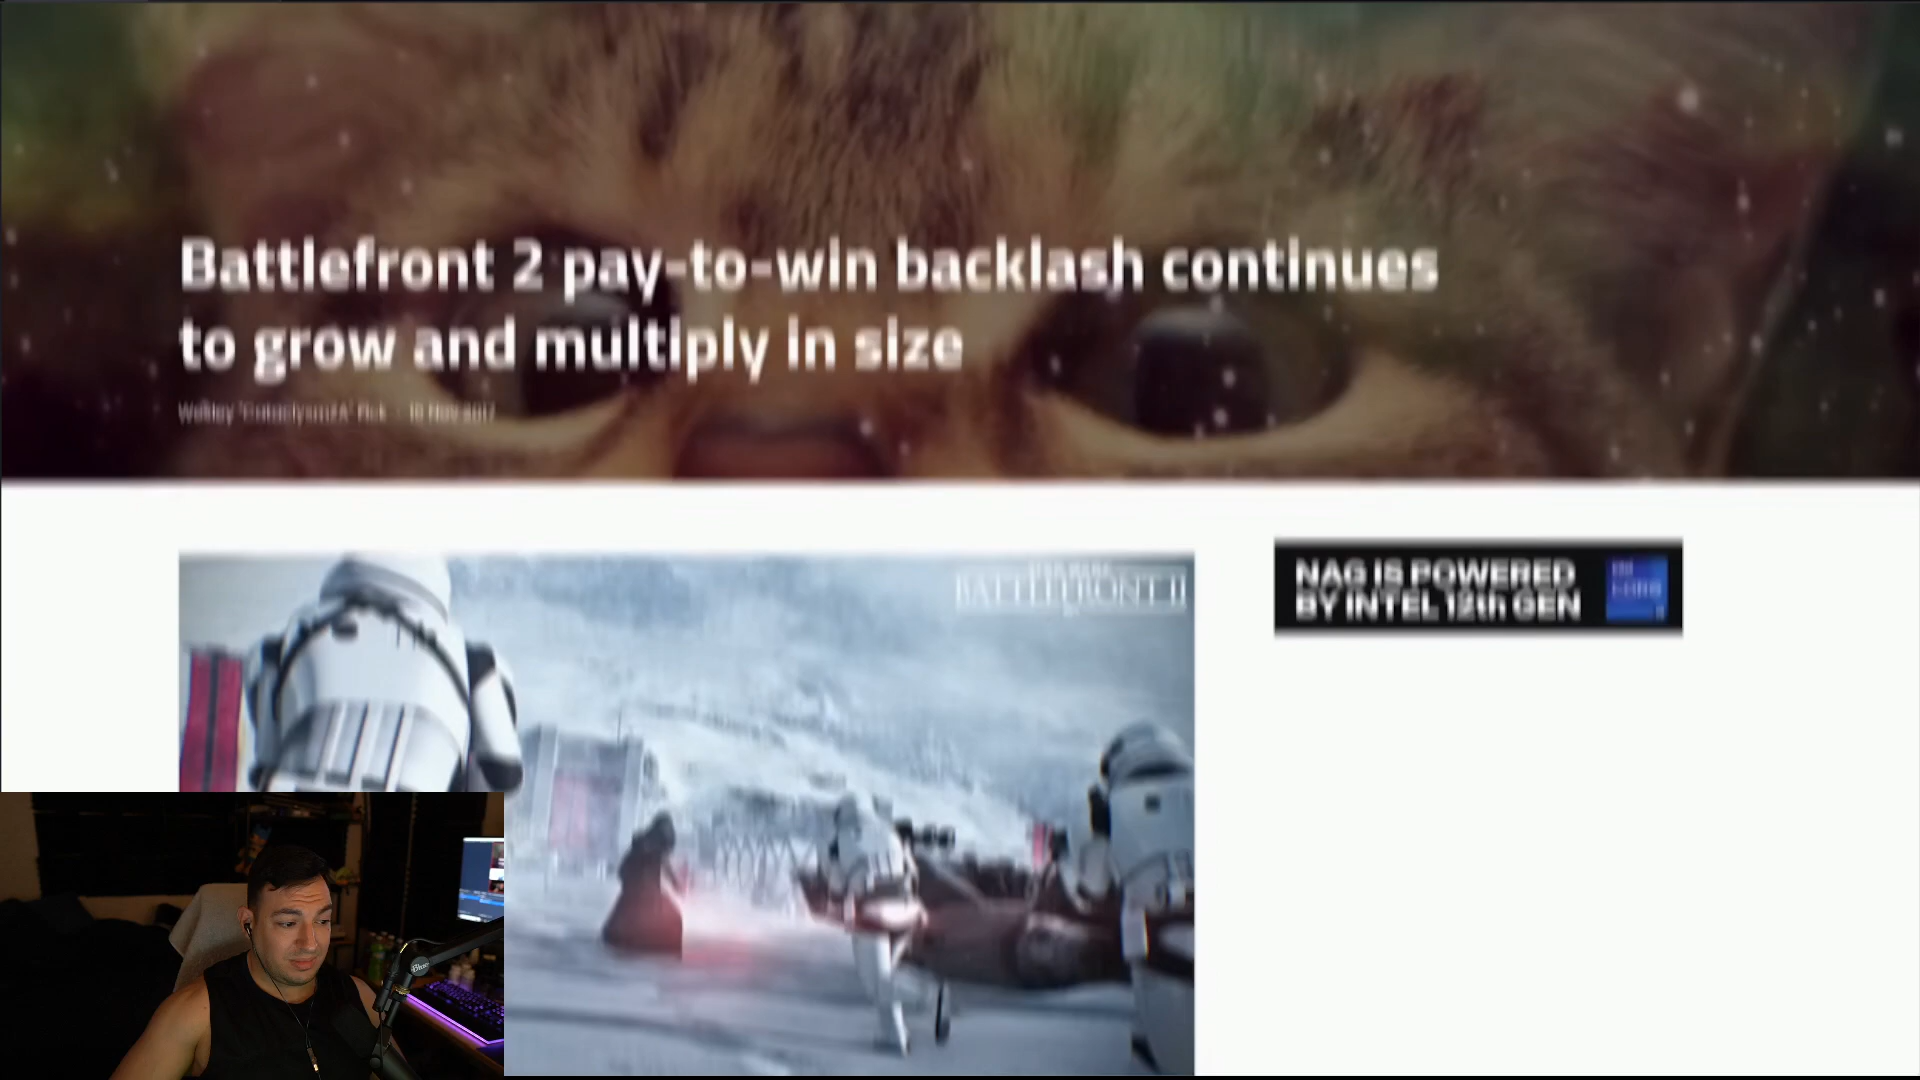 Battlefront 2 pay-to-win backlash continues
to grow and multiply in size
BATTLEFRONT II
NAG IS POWERED
BY INTEL 12th GEN